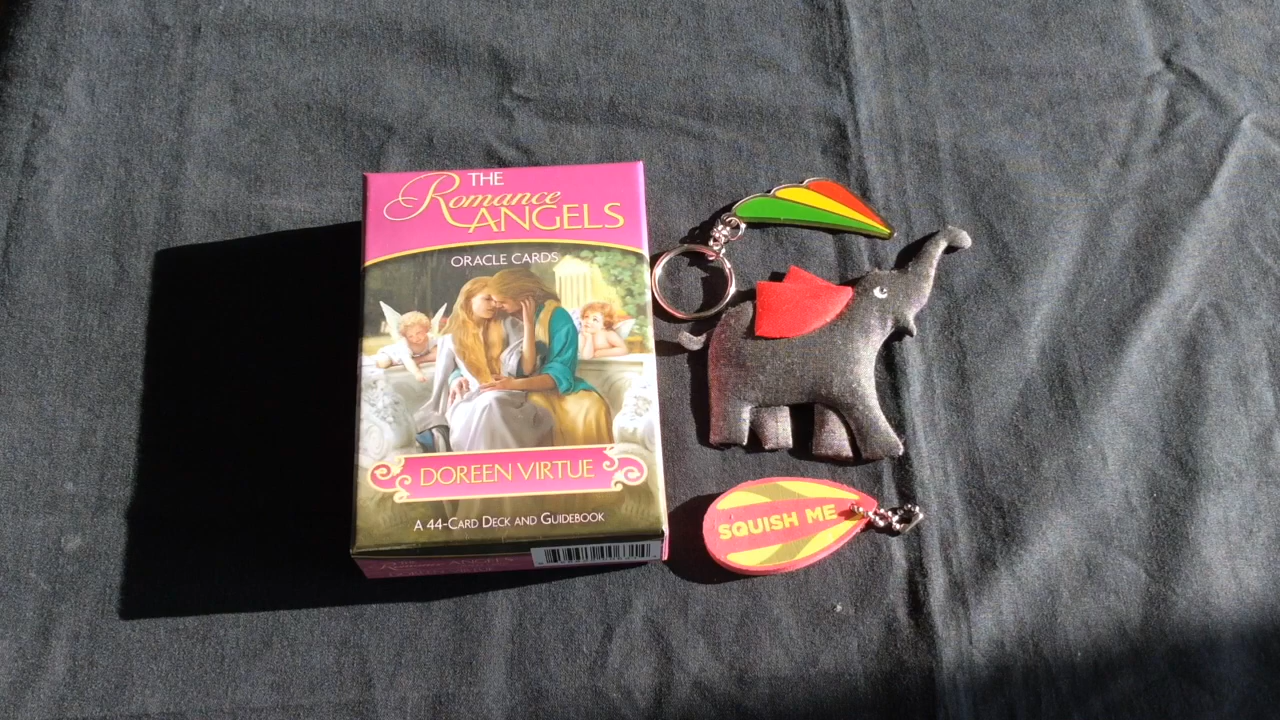 THE
Romance
ANGELS
ORACLE CARDS
DOREEN VIRTUE
A 44-CARD DECK AND GUIDEBOOK
SQUISH ME